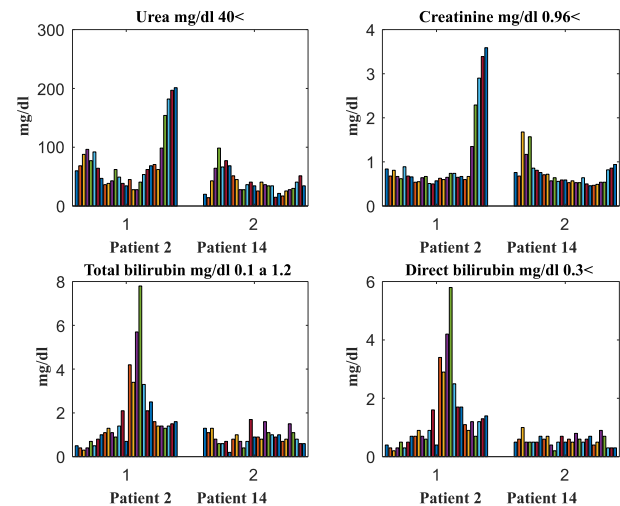 Urea mg/dl 40<
300
200
100
0
mg/dl
1
2
Patient 2
Patient 14
Creatinine mg/dl 0.96<
4
3
2
1
0
mg/dl
1
2
Patient 2
Patient 14
Total bilirubin mg/dl 0.1 a 1.2
8
6
4
2
0
mg/dl
1
2
Patient 2
Patient 14
Direct bilirubin mg/dl 0.3<
6
4
2
0
mg/dl
1
2
Patient 2
Patient 14